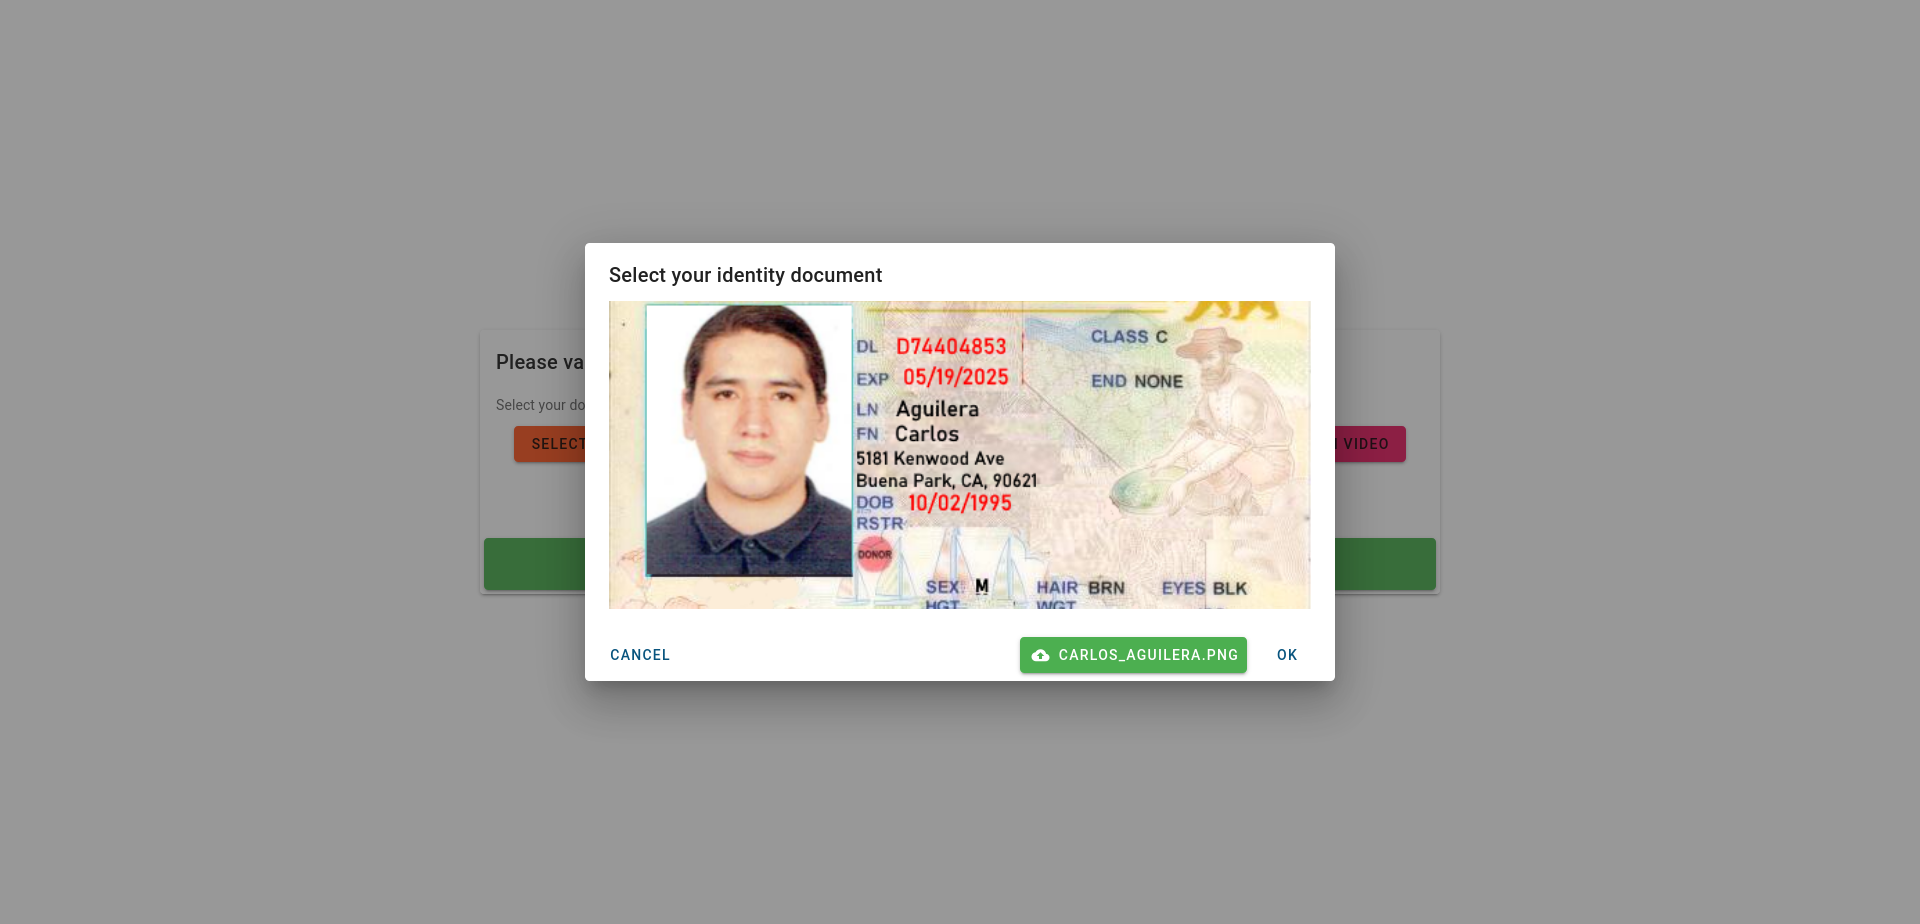 Select your identity document
Please va
Select your do
SELECT
VIDEO
CLASS C
DL D74404853
EXP 05/19/2025
END NONE
LN Aguilera
FN Carlos
5181 Kenwood Ave
Buena Park, CA, 90621
DOB 10/02/1995
RSTR
DONOR
SEX M HAIR BRN EYES BLK
HGT WGT
CANCEL
CARLOS_AGUILERA.PNG
OK